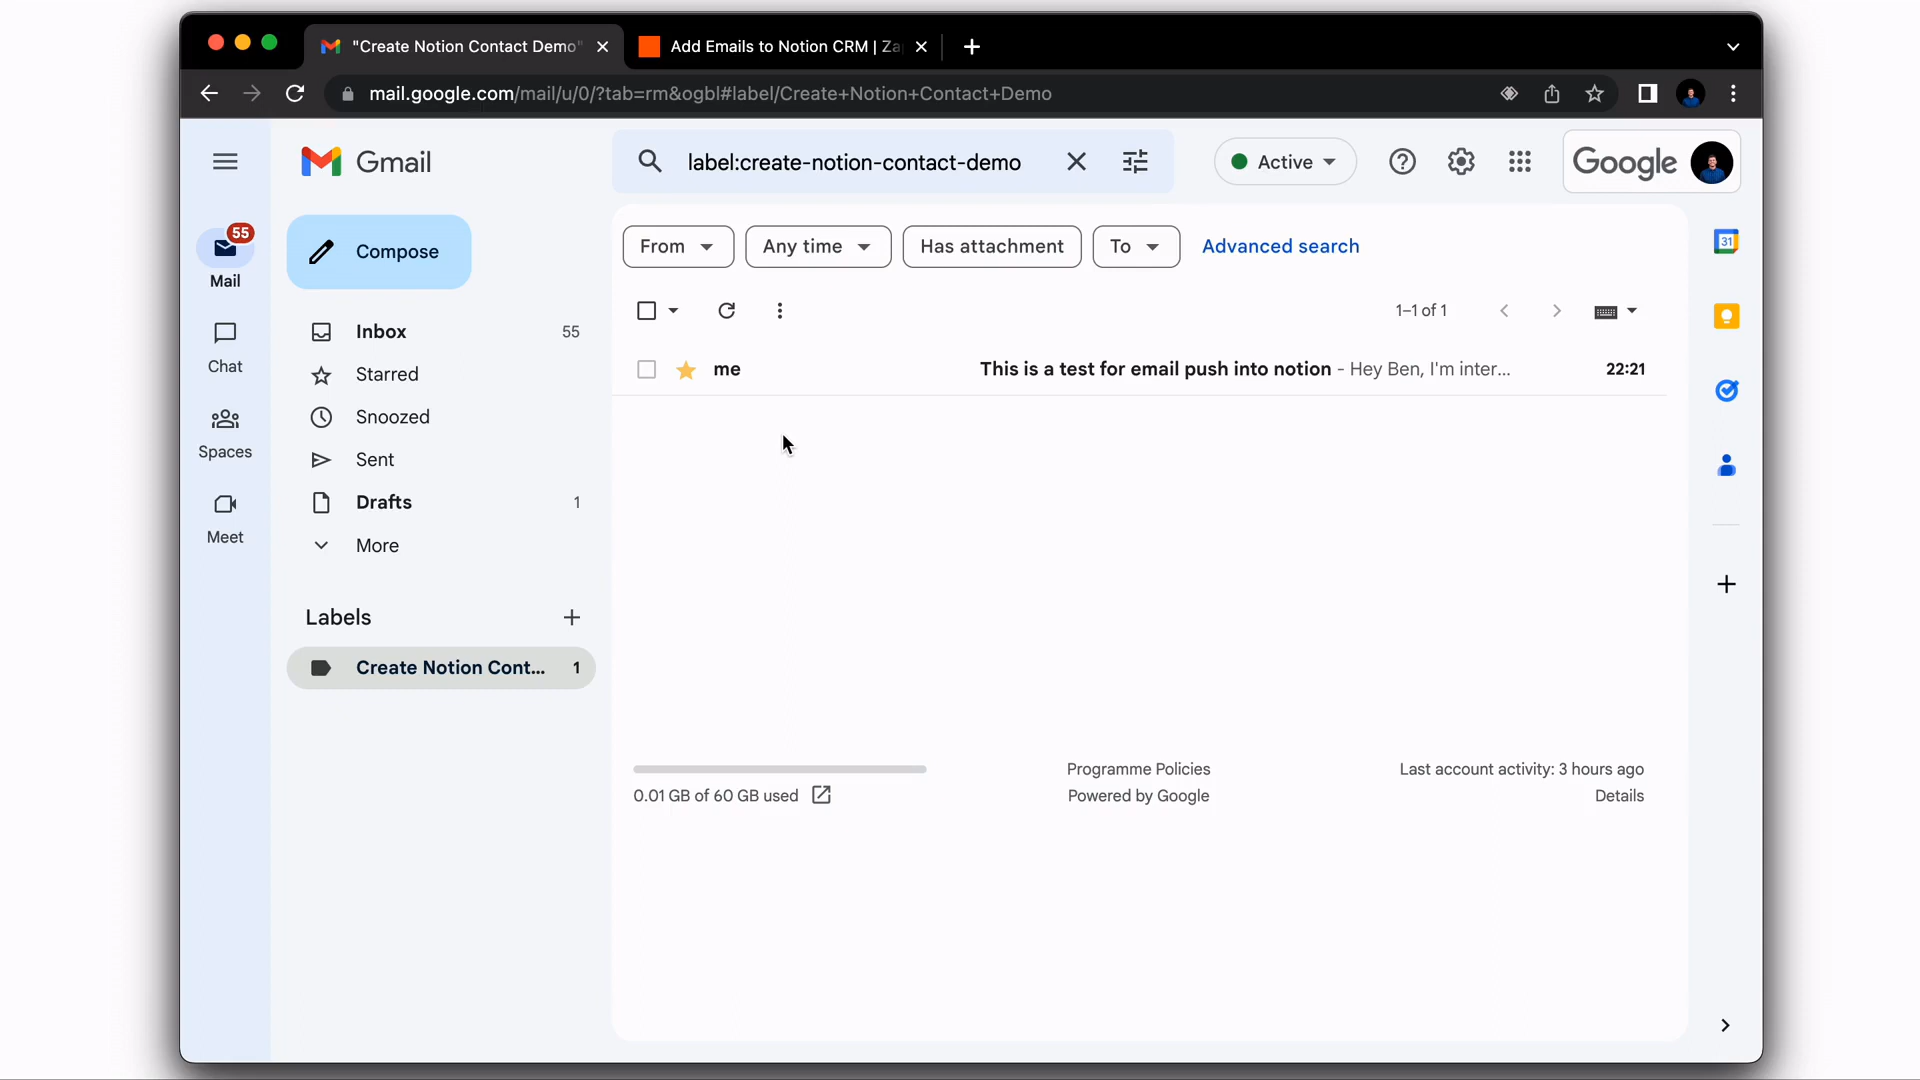 "Create Notion Contact Demo"
Add Emails to Notion CRM | Za
mail.google.com/mail/u/0/?tab=rm&ogbl#label/Create+Notion+Contact+Demo
Gmail
label:create-notion-contact-demo
Active
Google
55
Mail
Chat
Spaces
Meet
Compose
Inbox 55
Starred
Snoozed
Sent
Drafts 1
More
Labels
Create Notion Cont... 1
From
Any time
Has attachment
To
Advanced search
1–1 of 1
me This is a test for email push into notion - Hey Ben, I'm inter... 22:21
0.01 GB of 60 GB used
Programme Policies
Powered by Google
Last account activity: 3 hours ago
Details
31